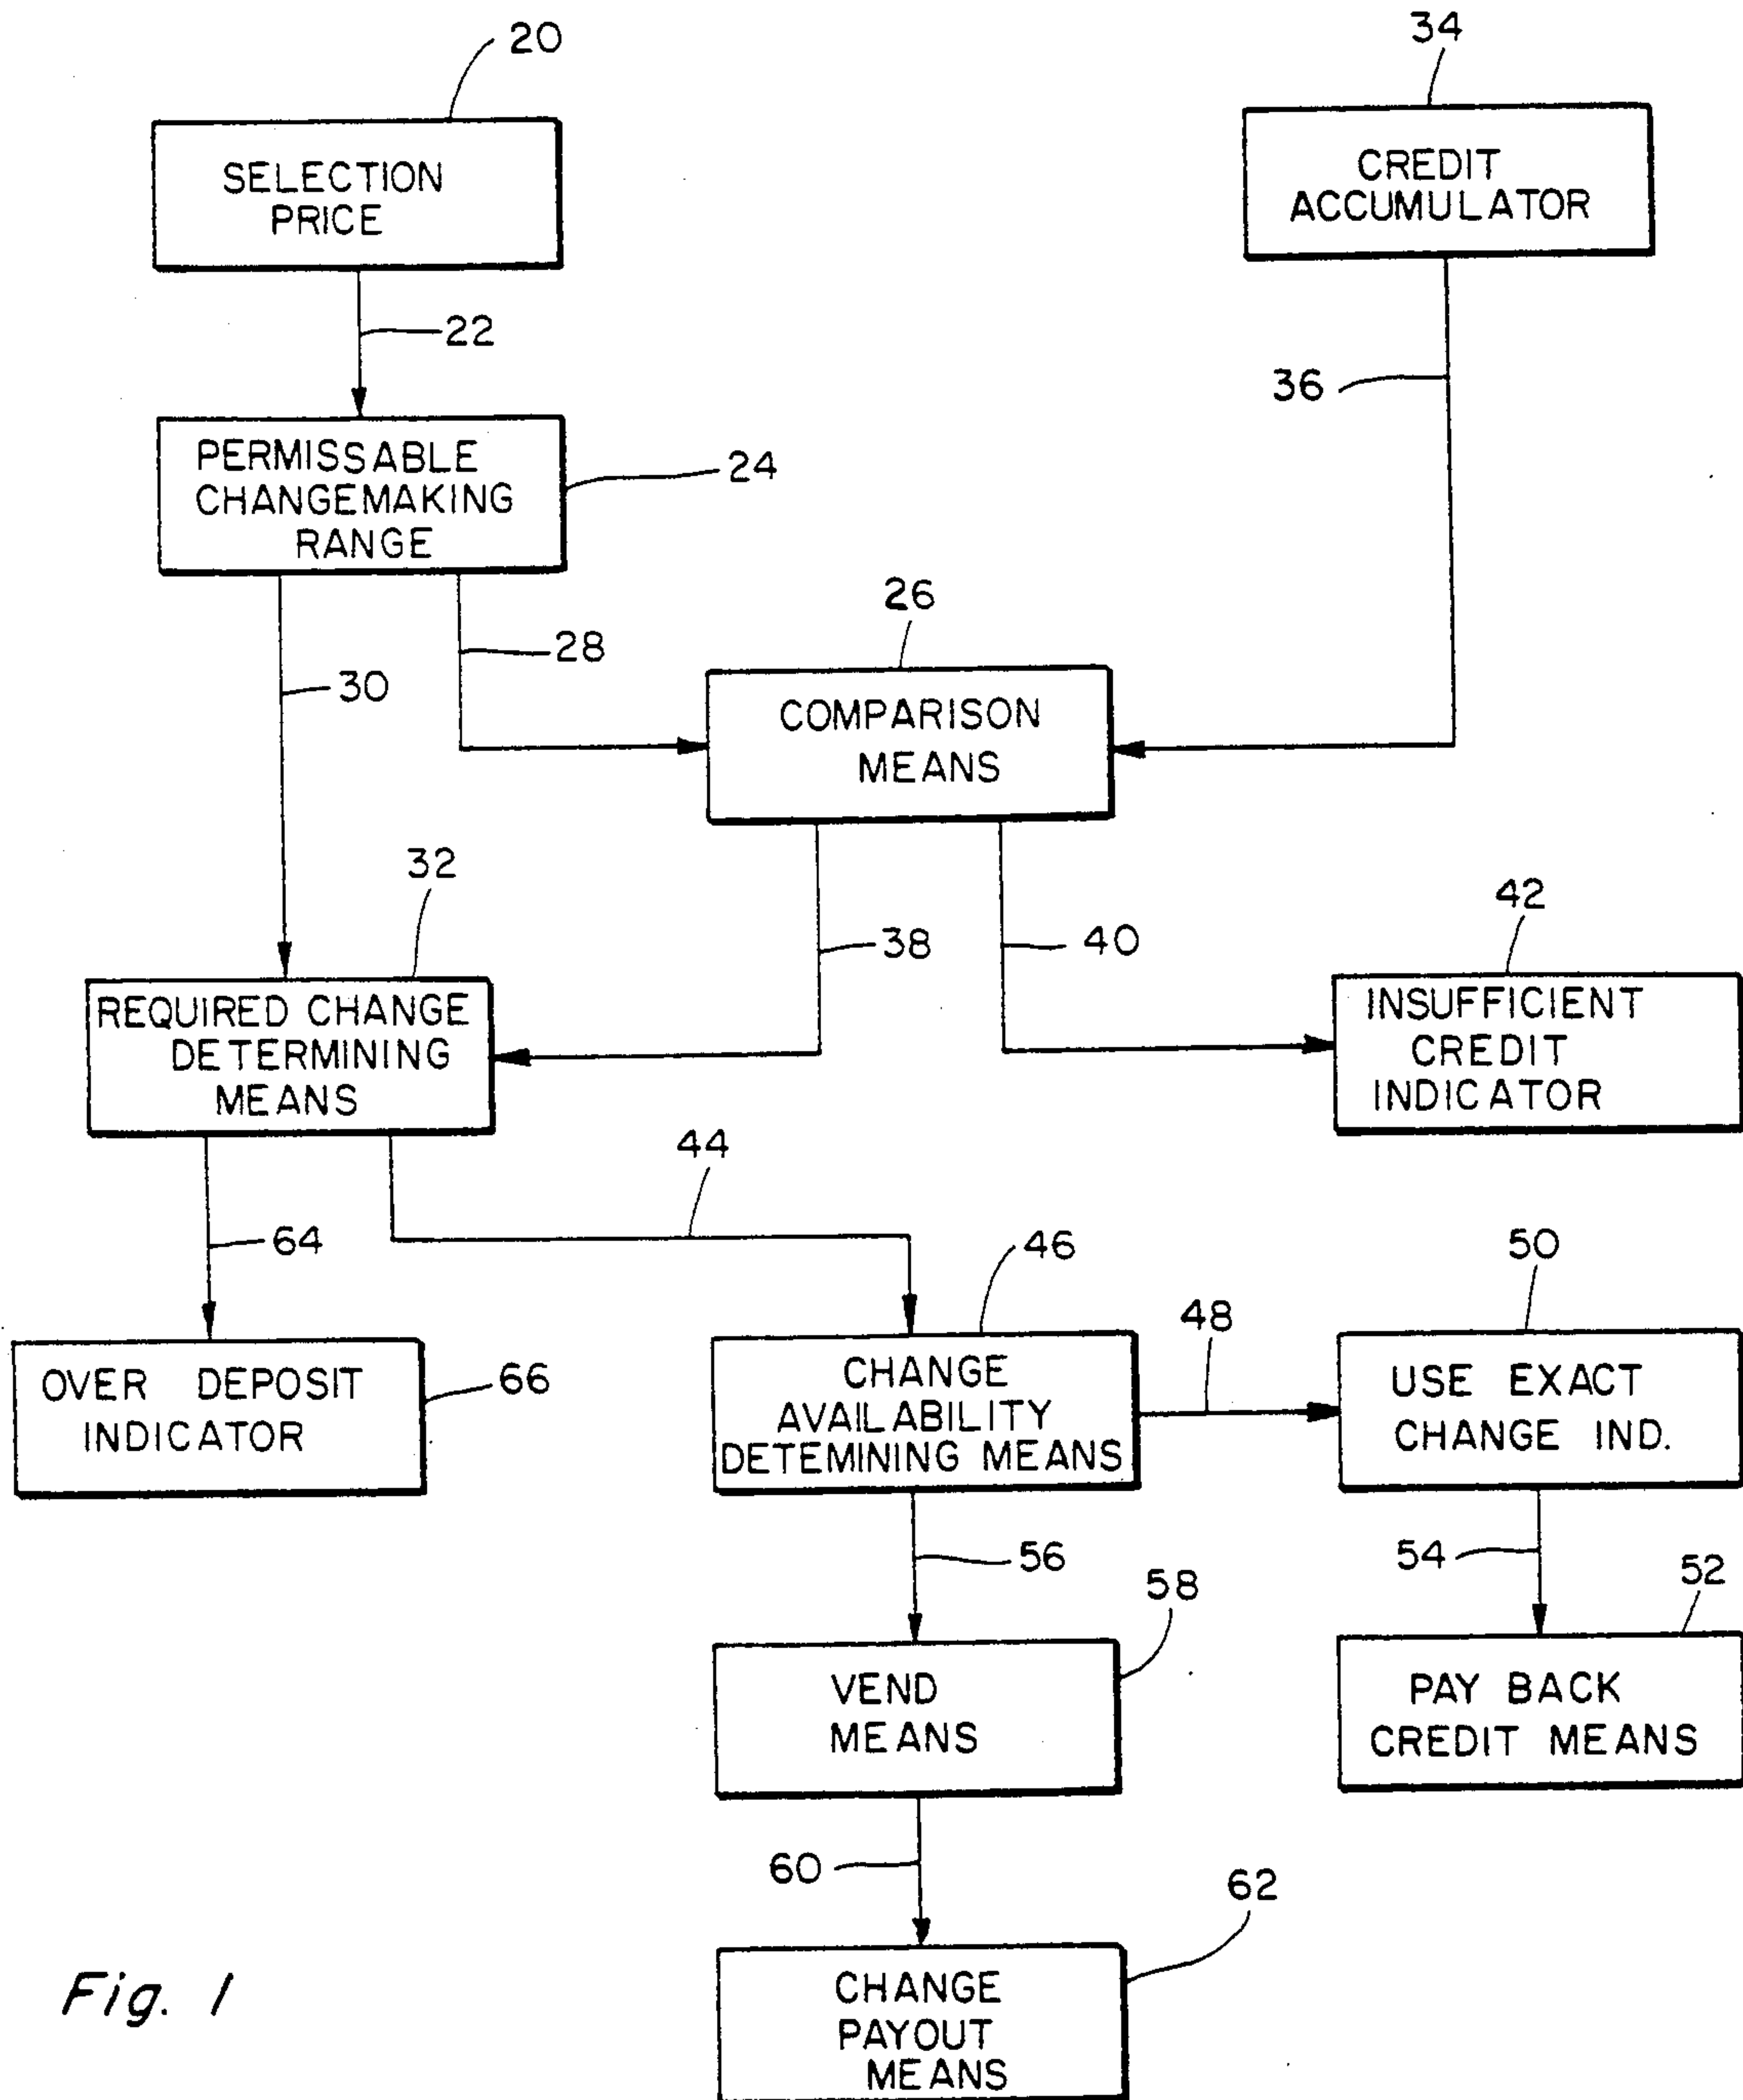 20
34
SELECTION
PRICE
CREDIT
ACCUMULATOR
22
36
PERMISSABLE
CHANGEMAKING
RANGE
24
26
28
30
COMPARISON
MEANS
32
38
40
42
REQUIRED CHANGE
DETERMINING
MEANS
INSUFFICIENT
CREDIT
INDICATOR
44
64
46
48
50
OVER DEPOSIT
INDICATOR
66
CHANGE
AVAILABILITY
DETEMINING MEANS
USE EXACT
CHANGE IND.
56
54
52
58
VEND
MEANS
PAY BACK
CREDIT MEANS
60
62
CHANGE
PAYOUT
MEANS
Fig. 1